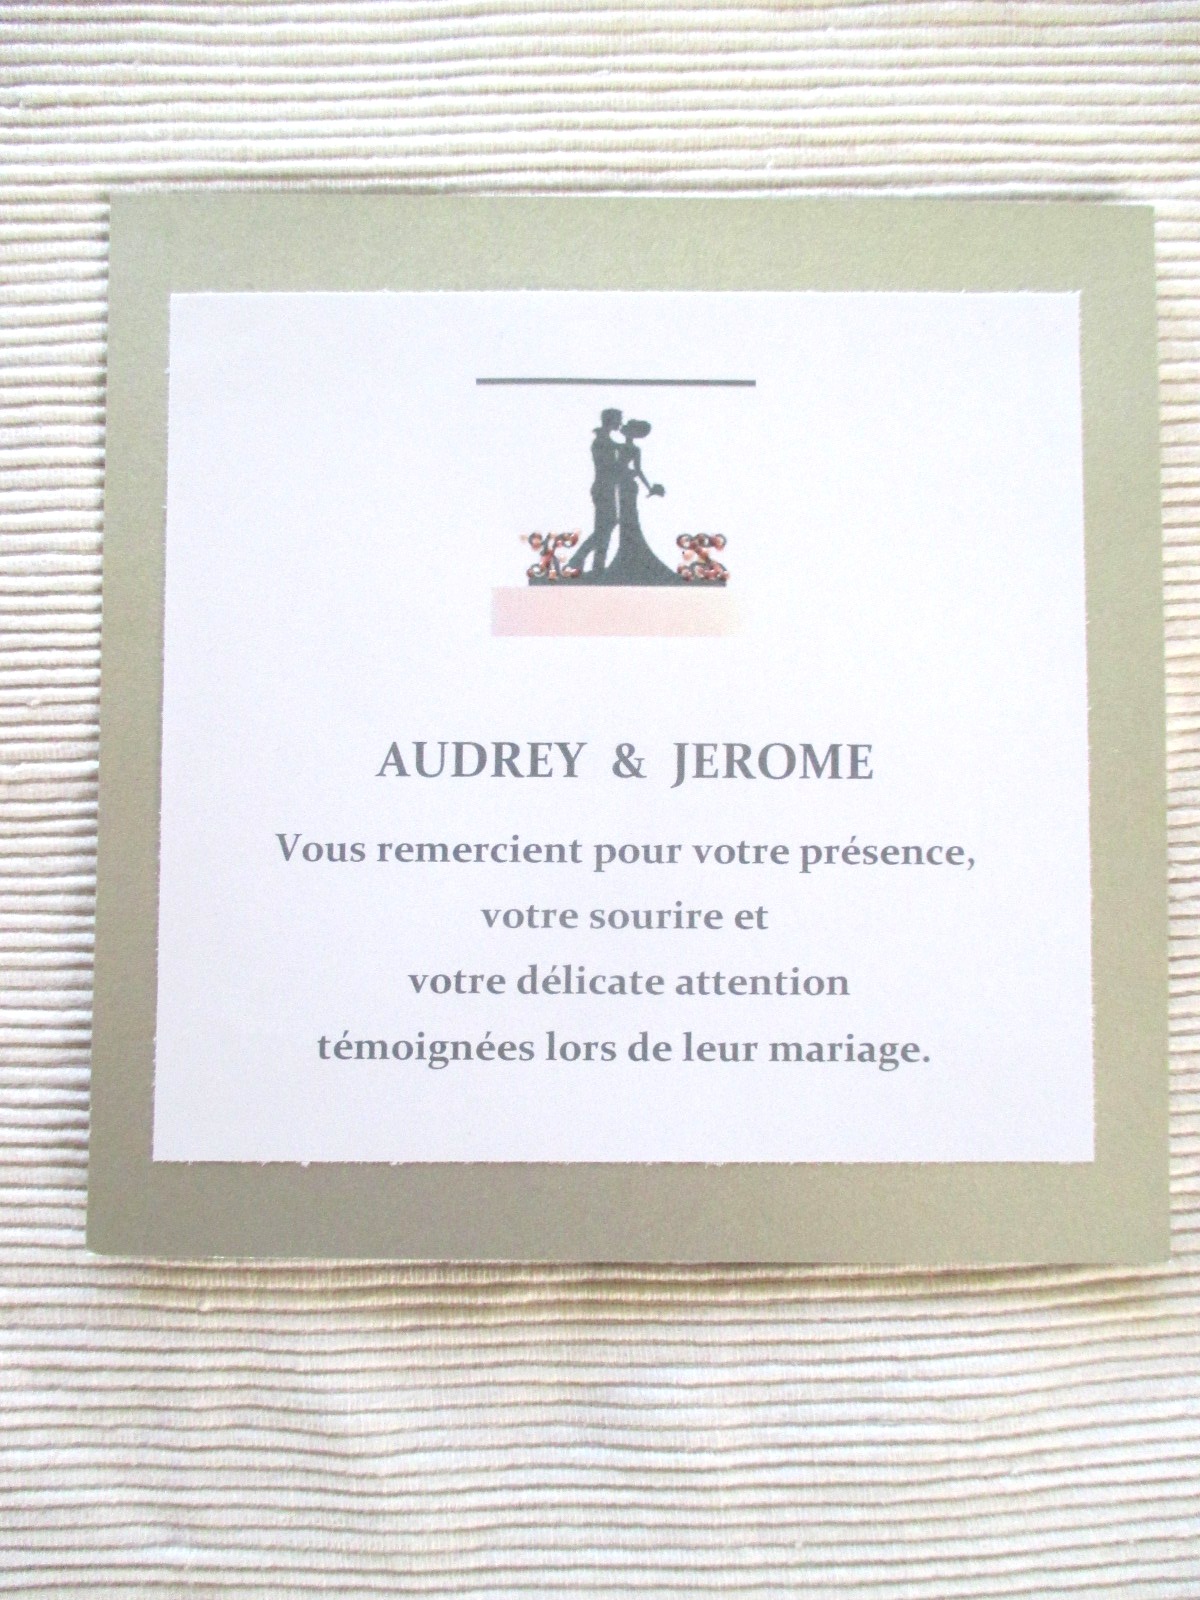 AUDREY & JEROME
Vous remercient pour votre présence,
votre sourire et
votre délicate attention
témoignées lors de leur mariage.